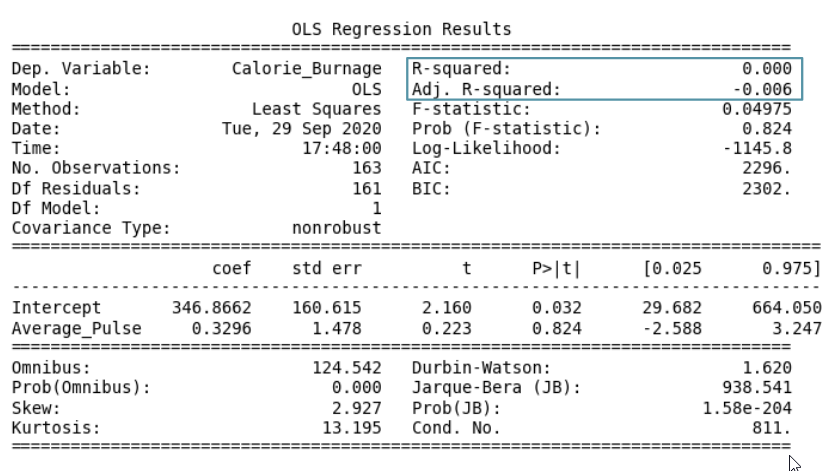 OLS Regression Results
==============================================================================
Dep. Variable:        Calorie_Burnage   R-squared:                       0.000
Model:                            OLS   Adj. R-squared:                 -0.006
Method:                 Least Squares   F-statistic:                   0.04975
Date:                Tue, 29 Sep 2020   Prob (F-statistic):              0.824
Time:                        17:48:00   Log-Likelihood:                -1145.8
No. Observations:                 163   AIC:                             2296.
Df Residuals:                     161   BIC:                             2302.
Df Model:                           1
Covariance Type:            nonrobust
=================================================================================
                    coef    std err          t      P>|t|      [0.025      0.975]
---------------------------------------------------------------------------------
Intercept       346.8662    160.615      2.160      0.032      29.682     664.050
Average_Pulse     0.3296      1.478      0.223      0.824      -2.588       3.247
==============================================================================
Omnibus:                      124.542   Durbin-Watson:                   1.620
Prob(Omnibus):                  0.000   Jarque-Bera (JB):              938.541
Skew:                           2.927   Prob(JB):                    1.58e-204
Kurtosis:                      13.195   Cond. No.                         811.
==============================================================================